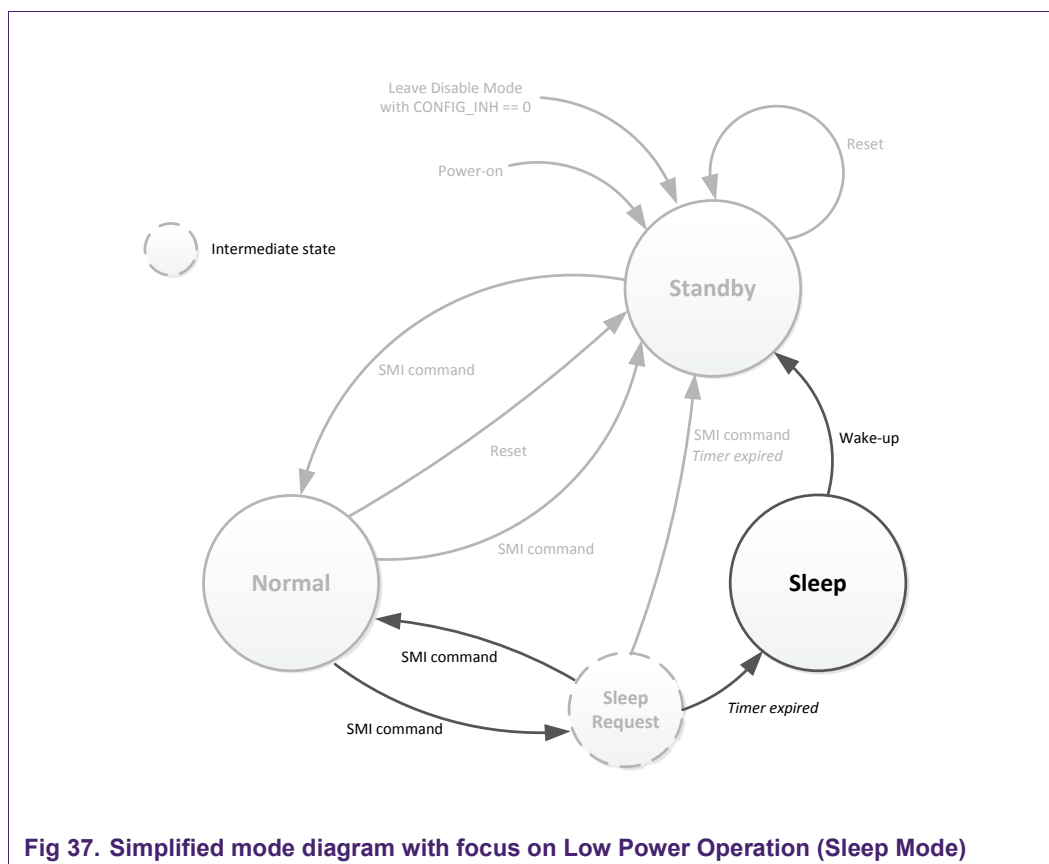 Leave Disable Mode
with CONFIG_INH == 0
Reset
Power-on
Intermediate state
Standby
SMI command
SMI command
Timer expired
Wake-up
Reset
SMI command
Normal
Sleep
SMI command
Sleep
Request
Timer expired
SMI command
Fig 37. Simplified mode diagram with focus on Low Power Operation (Sleep Mode)